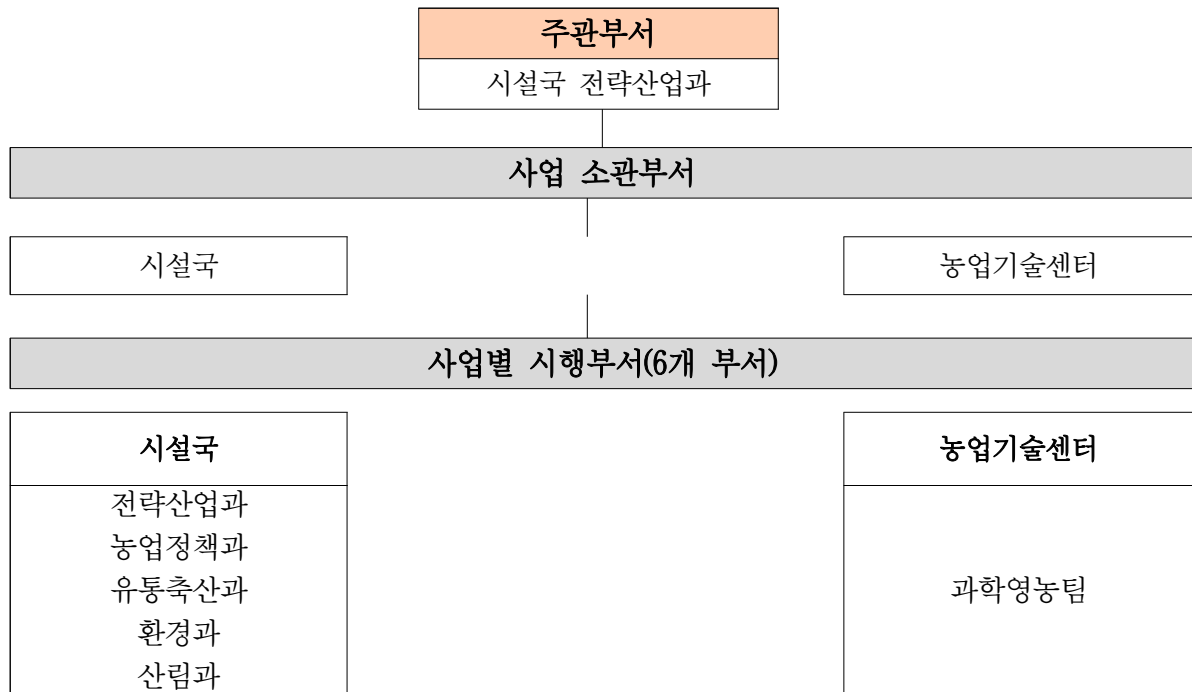 주관부서
시설국 전략산업과
사업 소관부서
시설국
농업기술센터
사업별 시행부서(6개 부서)
시설국
농업기술센터
전략산업과
농업정책과
유통축산과
환경과
산림과
과학영농팀